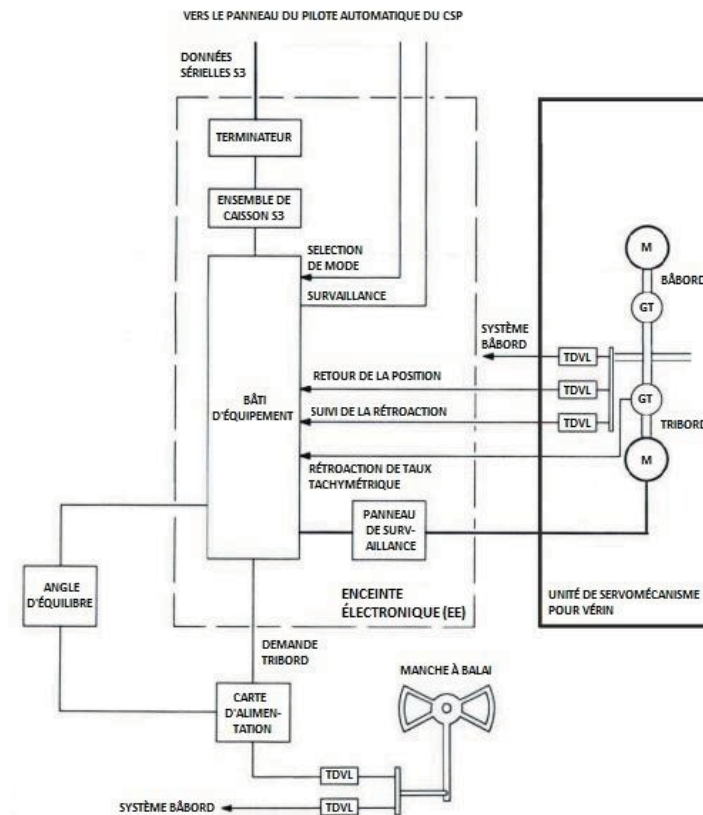 VERS LE PANNEAU DU PILOTE AUTOMATIQUE DU CSP
DONNÉES
SÉRIELLES S3
TERMINATEUR
ENSEMBLE DE
CAISSON S3
SELECTION
DE MODE
SURVAILLANCE
M
BÂBORD
GT
SYSTÈME
BÂBORD
TDVL
RETOUR DE LA POSITION
TDVL
BÂTI
D'ÉQUIPEMENT
SUIVI DE LA RÉTROACTION
TDVL
GT
TRIBORD
RÉTROACTION DE TAUX
TACHYMÉTRIQUE
M
PANNEAU
DE SURV-
AILLANCE
ANGLE
D'ÉQUILIBRE
ENCEINTE
ÉLECTRONIQUE (EE)
UNITÉ DE SERVOMÉCANISME
POUR VÉRIN
DEMANDE
TRIBORD
MANCHE À BALAI
CARTE
D'ALIMEN-
TATION
TDVL
SYSTÈME BÂBORD
TDVL